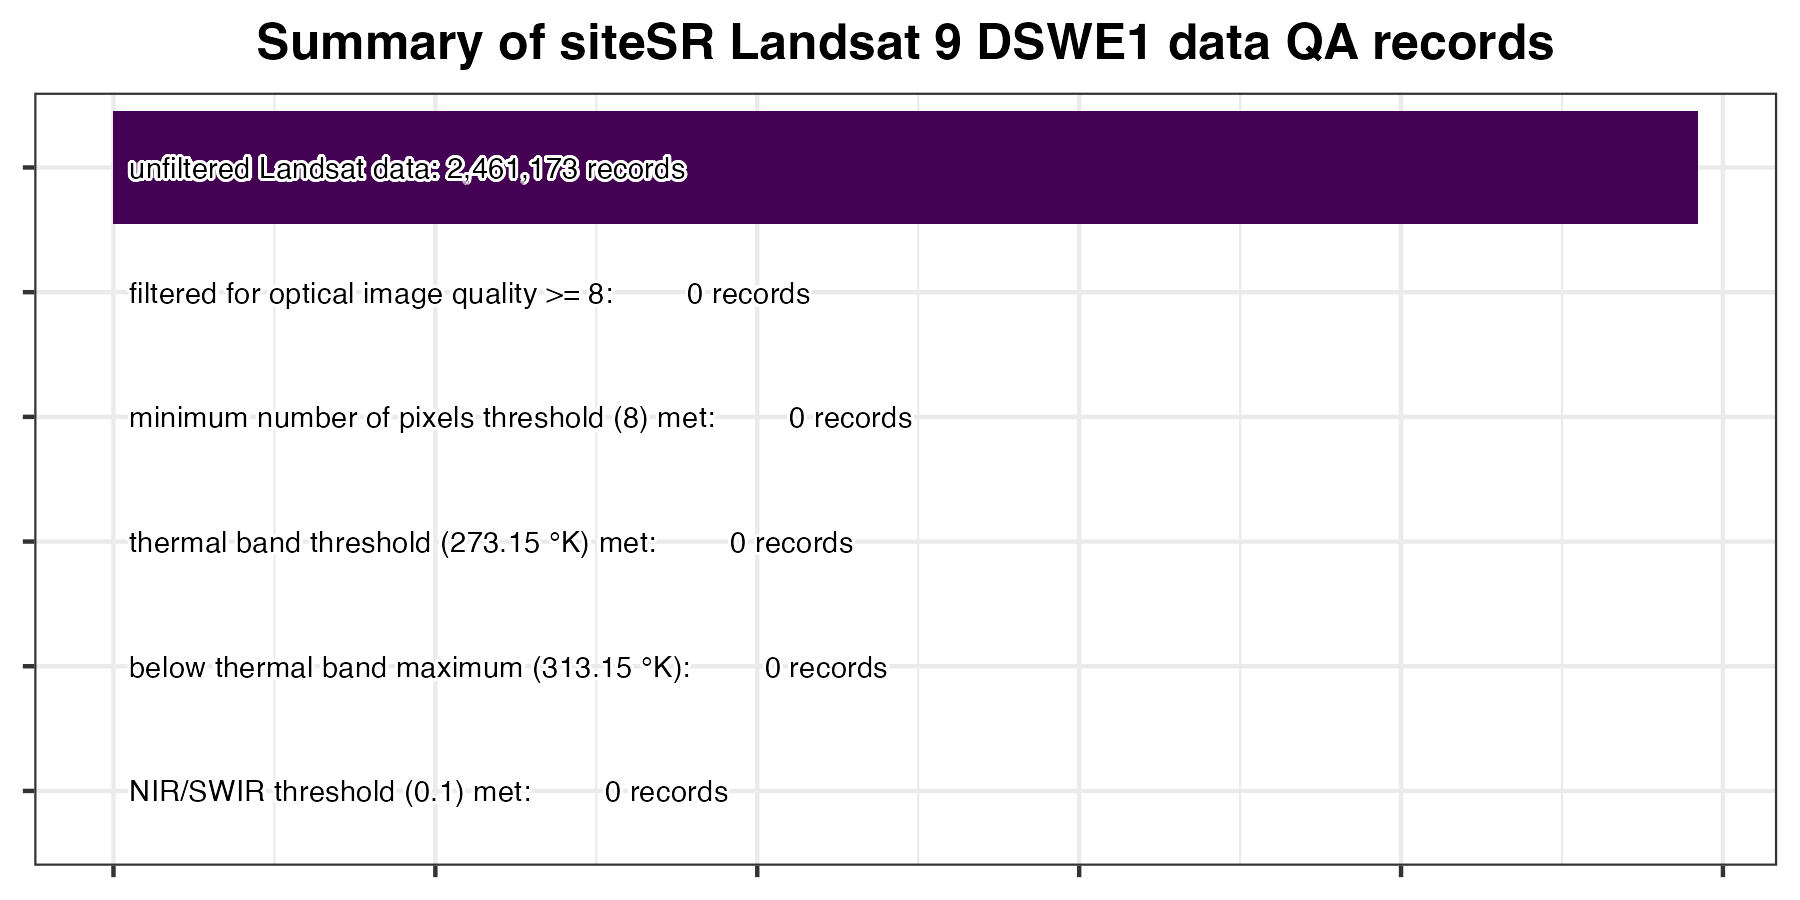 Summary of siteSR Landsat 9 DSWE1 data QA records
unfiltered Landsat data: 2,461,173 records
filtered for optical image quality >= 8: 0 records
minimum number of pixels threshold (8) met: 0 records
thermal band threshold (273.15 °K) met: 0 records
below thermal band maximum (313.15 °K): 0 records
NIR/SWIR threshold (0.1) met: 0 records